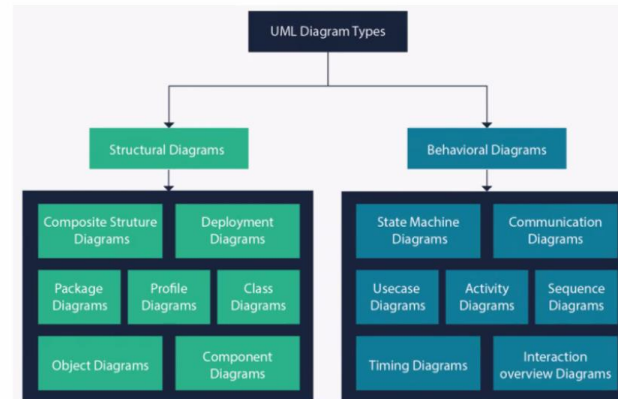 UML Diagram Types
Structural Diagrams
Behavioral Diagrams
Composite Struture
Diagrams
Deployment
Diagrams
Package
Diagrams
Profile
Diagrams
Class
Diagrams
Object Diagrams
Component
Diagrams
State Machine
Diagrams
Communication
Diagrams
Usecase
Diagrams
Activity
Diagrams
Sequence
Diagrams
Timing Diagrams
Interaction
overview Diagrams